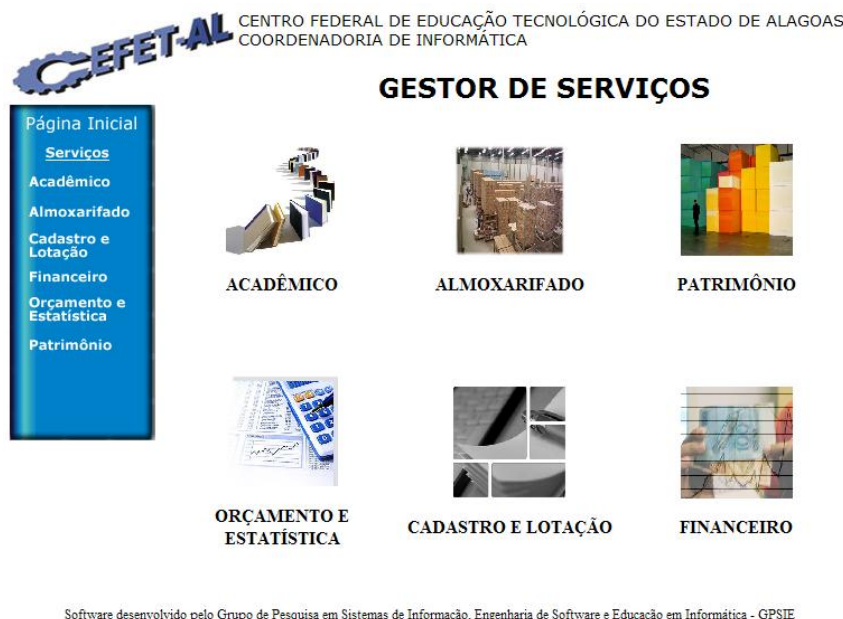 CEFET-AL
CENTRO FEDERAL DE EDUCAÇÃO TECNOLÓGICA DO ESTADO DE ALAGOAS
COORDENADORIA DE INFORMÁTICA
GESTOR DE SERVIÇOS
Página Inicial
Serviços
Acadêmico
Almoxarifado
Cadastro e
Lotação
Financeiro
Orçamento e
Estatística
Patrimônio
ACADÊMICO
ALMOXARIFADO
PATRIMÔNIO
ORÇAMENTO E
ESTATÍSTICA
CADASTRO E LOTAÇÃO
FINANCEIRO
Software desenvolvido pelo Grupo de Pesquisa em Sistemas de Informação, Engenharia de Software e Educação em Informática - GPSIE